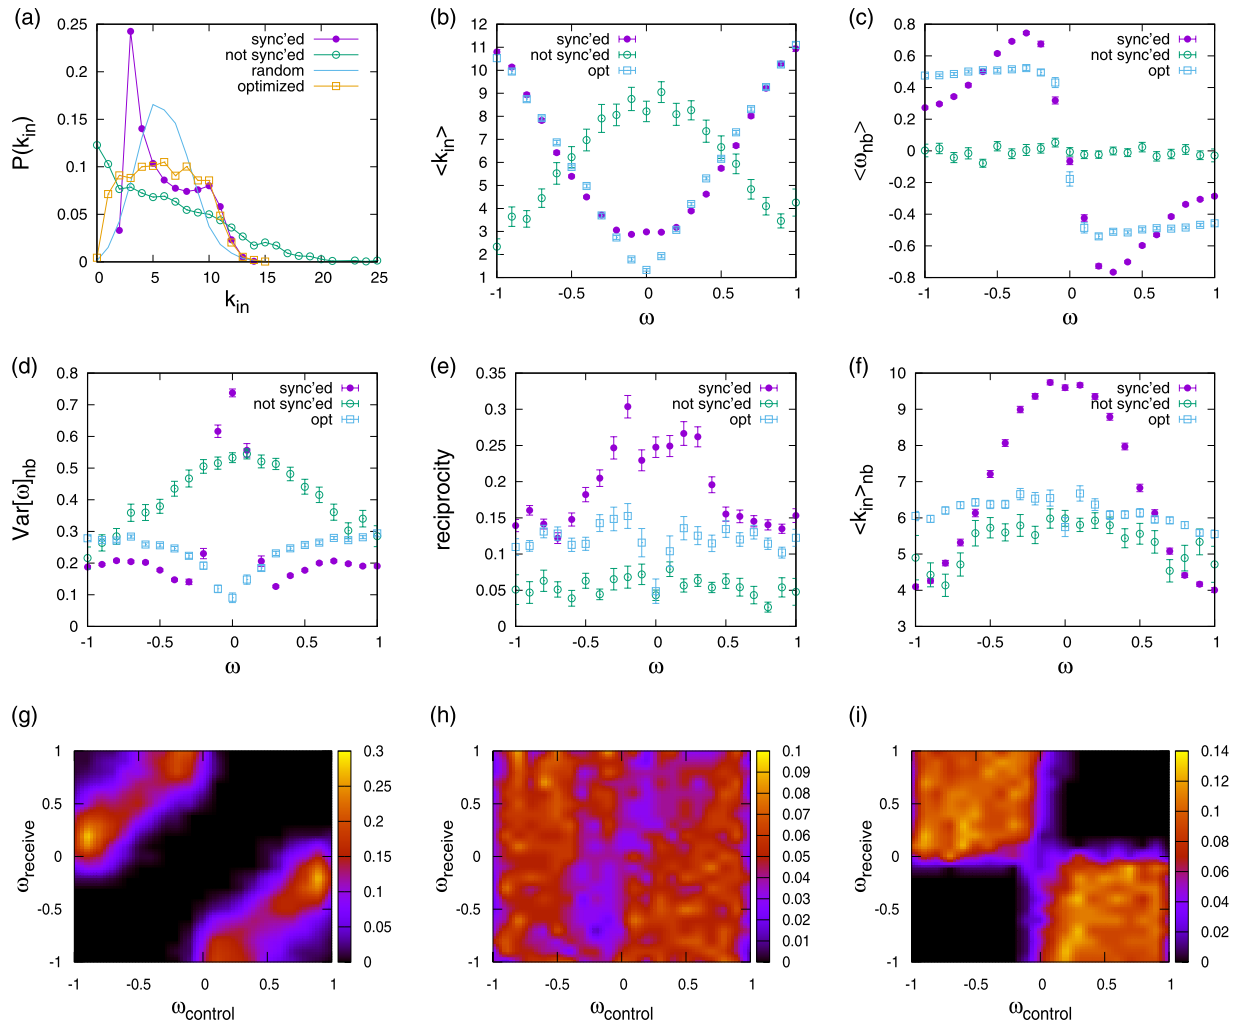 (a)
0.25
0.2
0.15
0.1
0.05
0
P(k_in)
sync'ed
not sync'ed
random
optimized
0 5 10 15 20 25
k_in
(b)
12
11
10
9
8
7
6
5
4
3
2
1
<k_in>
sync'ed
not sync'ed
opt
-1 -0.5 0 0.5 1
ω
(c)
0.8
0.6
0.4
0.2
0
-0.2
-0.4
-0.6
-0.8
<ω_nb>
sync'ed
not sync'ed
opt
-1 -0.5 0 0.5 1
ω
(d)
0.8
0.7
0.6
0.5
0.4
0.3
0.2
0.1
0
Var[ω]_nb
sync'ed
not sync'ed
opt
-1 -0.5 0 0.5 1
ω
(e)
0.35
0.3
0.25
0.2
0.15
0.1
0.05
0
reciprocity
sync'ed
not sync'ed
opt
-1 -0.5 0 0.5 1
ω
(f)
10
9
8
7
6
5
4
3
<k_in>_nb
sync'ed
not sync'ed
opt
-1 -0.5 0 0.5 1
ω
(g)
1
0.5
0
-0.5
-1
ω_receive
-1 -0.5 0 0.5 1
ω_control
0.3
0.25
0.2
0.15
0.1
0.05
0
(h)
1
0.5
0
-0.5
-1
ω_receive
-1 -0.5 0 0.5 1
ω_control
0.1
0.09
0.08
0.07
0.06
0.05
0.04
0.03
0.02
0.01
0
(i)
1
0.5
0
-0.5
-1
ω_receive
-1 -0.5 0 0.5 1
ω_control
0.14
0.12
0.1
0.08
0.06
0.04
0.02
0